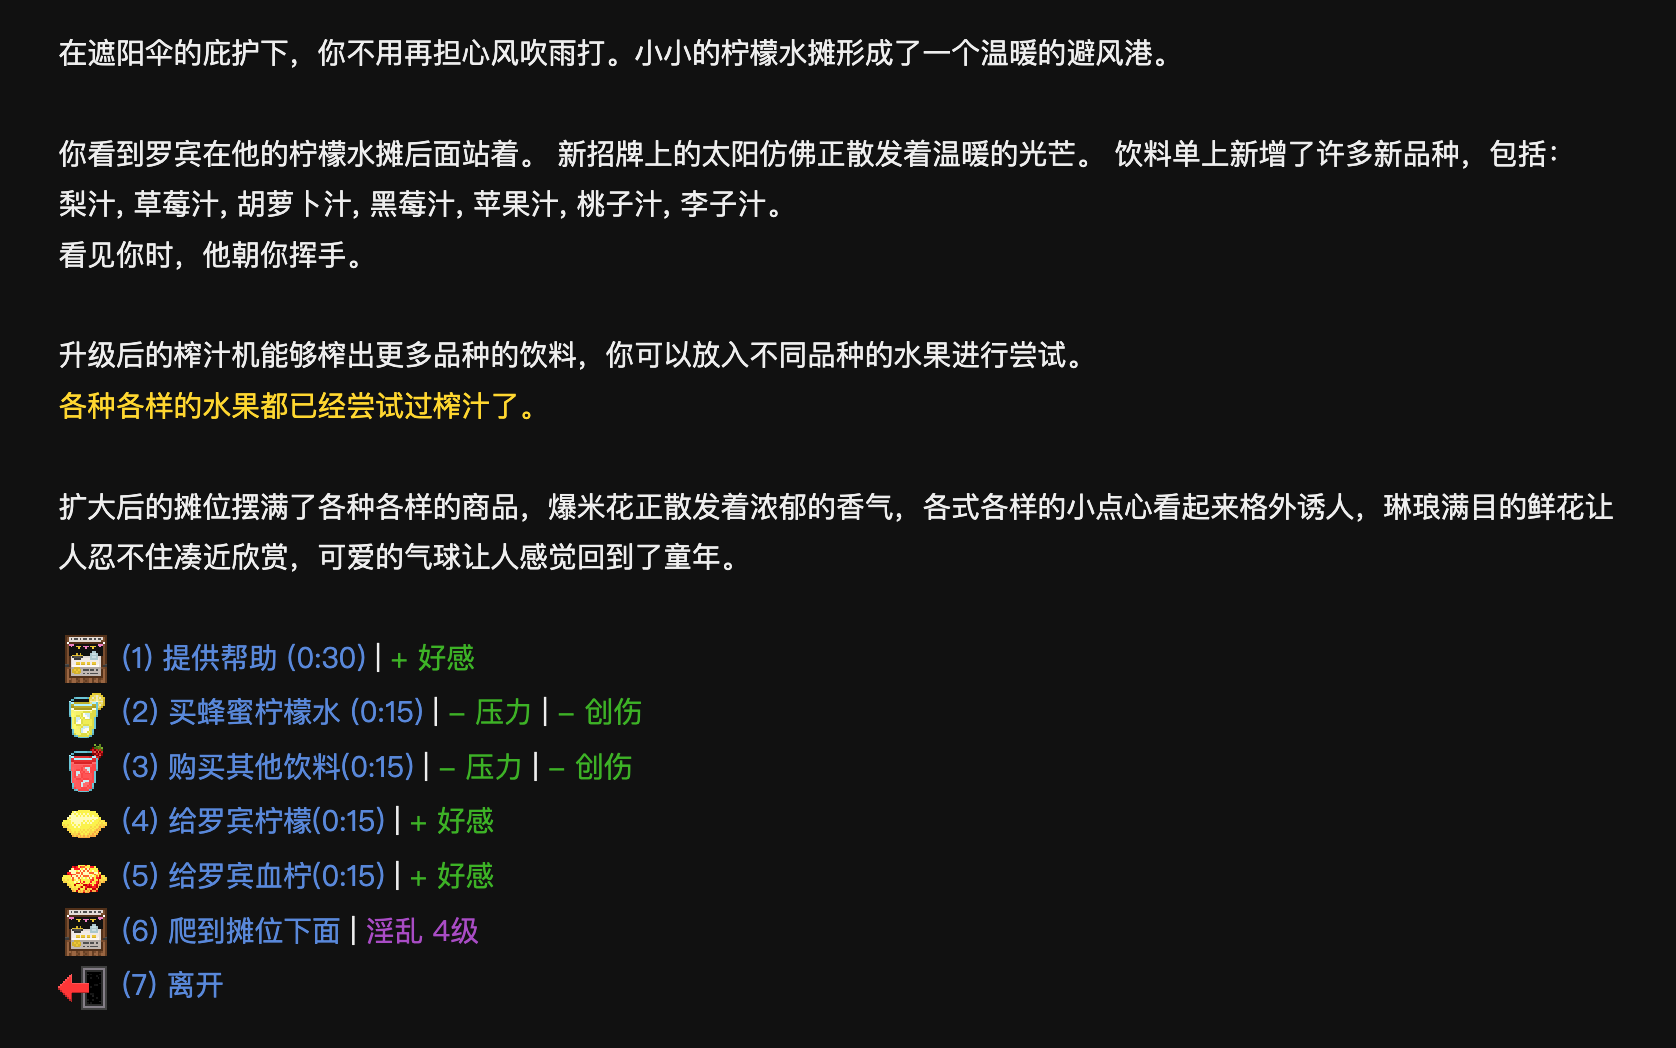 在遮阳伞的庇护下，你不用再担心风吹雨打。小小的柠檬水摊形成了一个温暖的避风港。
你看到罗宾在他的柠檬水摊后面站着。 新招牌上的太阳仿佛正散发着温暖的光芒。 饮料单上新增了许多新品种，包括：
梨汁, 草莓汁, 胡萝卜汁, 黑莓汁, 苹果汁, 桃子汁, 李子汁。
看见你时，他朝你挥手。
升级后的榨汁机能够榨出更多品种的饮料，你可以放入不同品种的水果进行尝试。
各种各样的水果都已经尝试过榨汁了。
扩大后的摊位摆满了各种各样的商品，爆米花正散发着浓郁的香气，各式各样的小点心看起来格外诱人，琳琅满目的鲜花让
人忍不住凑近欣赏，可爱的气球让人感觉回到了童年。
(1) 提供帮助 (0:30) | + 好感
(2) 买蜂蜜柠檬水 (0:15) | − 压力 | − 创伤
(3) 购买其他饮料(0:15) | − 压力 | − 创伤
(4) 给罗宾柠檬(0:15) | + 好感
(5) 给罗宾血柠(0:15) | + 好感
(6) 爬到摊位下面 | 淫乱 4级
(7) 离开